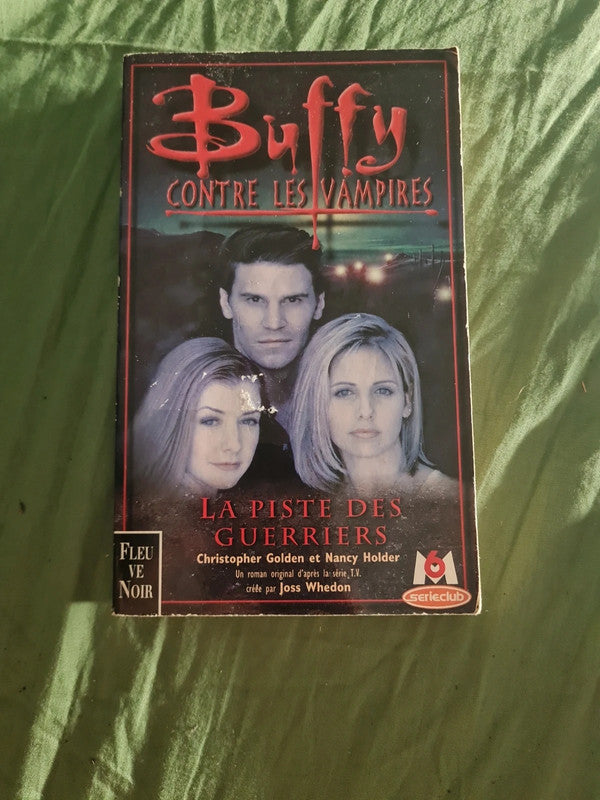 Buffy
CONTRE LES VAMPIRES
LA PISTE DES
GUERRIERS
Christopher Golden et Nancy Holder
Un roman original d'après la série T.V.
créée par Joss Whedon
FLEU
VE
NOIR
M6
serieclub